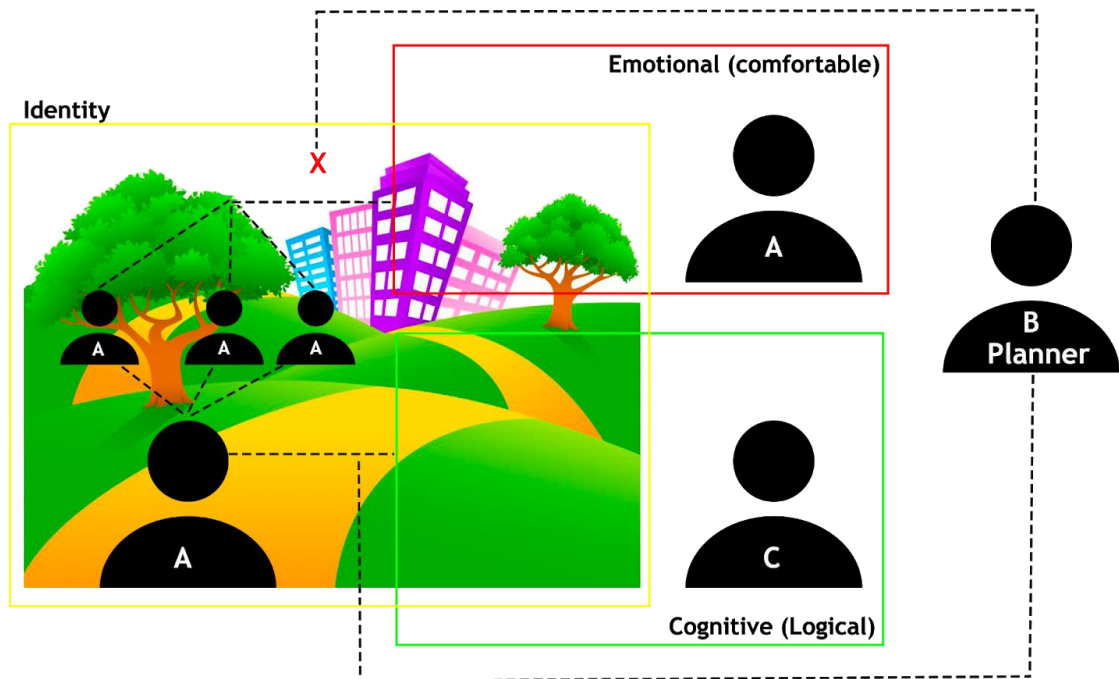 Emotional (comfortable)
Identity
X
A
A
A
A
B
Planner
A
C
Cognitive (Logical)